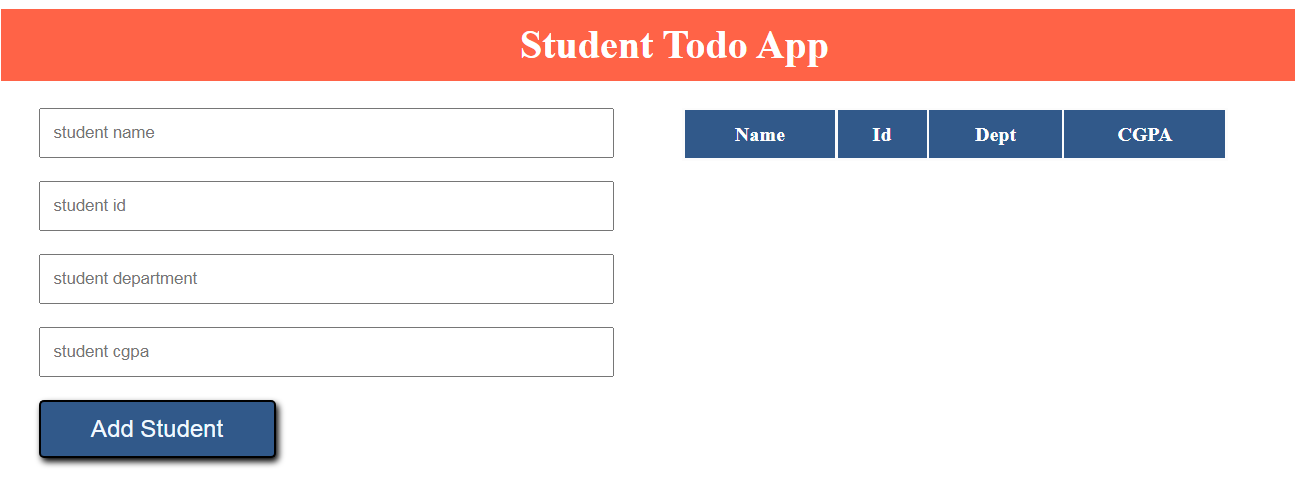 Student Todo App
student name
student id
student department
student cgpa
Add Student
Name Id Dept CGPA